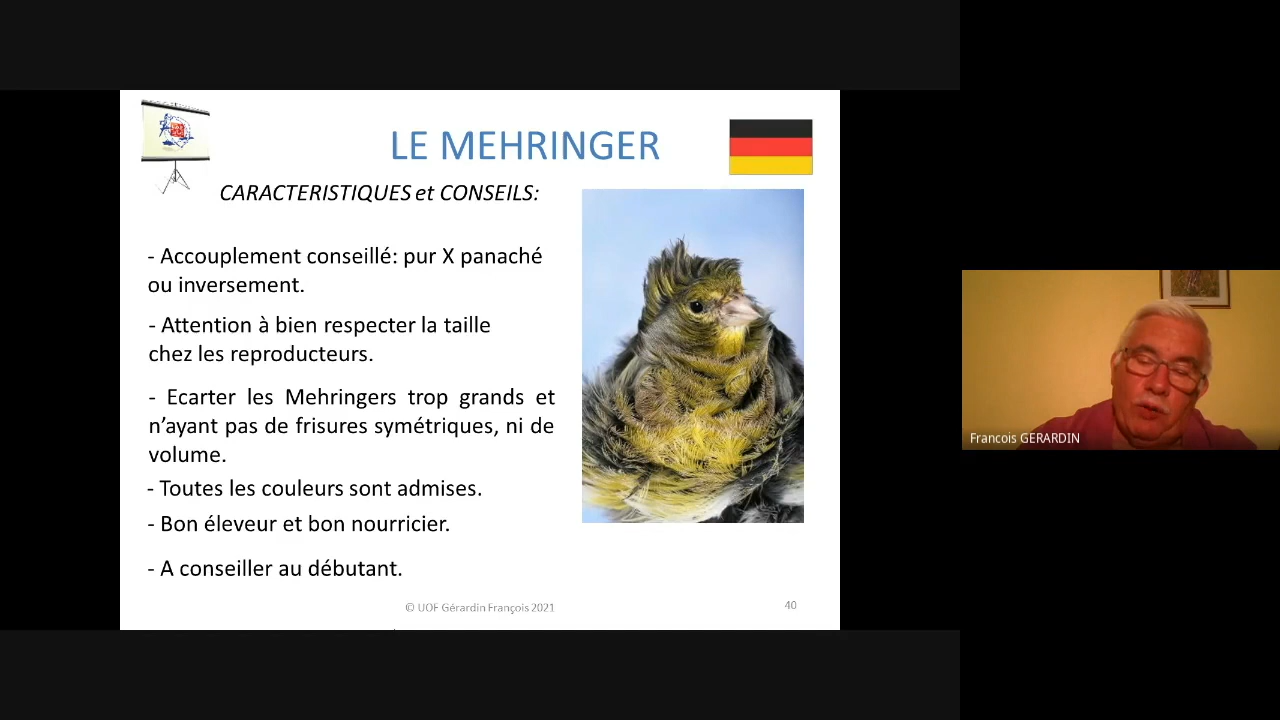 LE MEHRINGER
CARACTERISTIQUES et CONSEILS:
- Accouplement conseillé: pur X panaché
ou inversement.
- Attention à bien respecter la taille
chez les reproducteurs.
- Ecarter les Mehringers trop grands et
n’ayant pas de frisures symétriques, ni de
volume.
- Toutes les couleurs sont admises.
- Bon éleveur et bon nourricier.
- A conseiller au débutant.
© UOF Gérardin François 2021
40
Francois GERARDIN